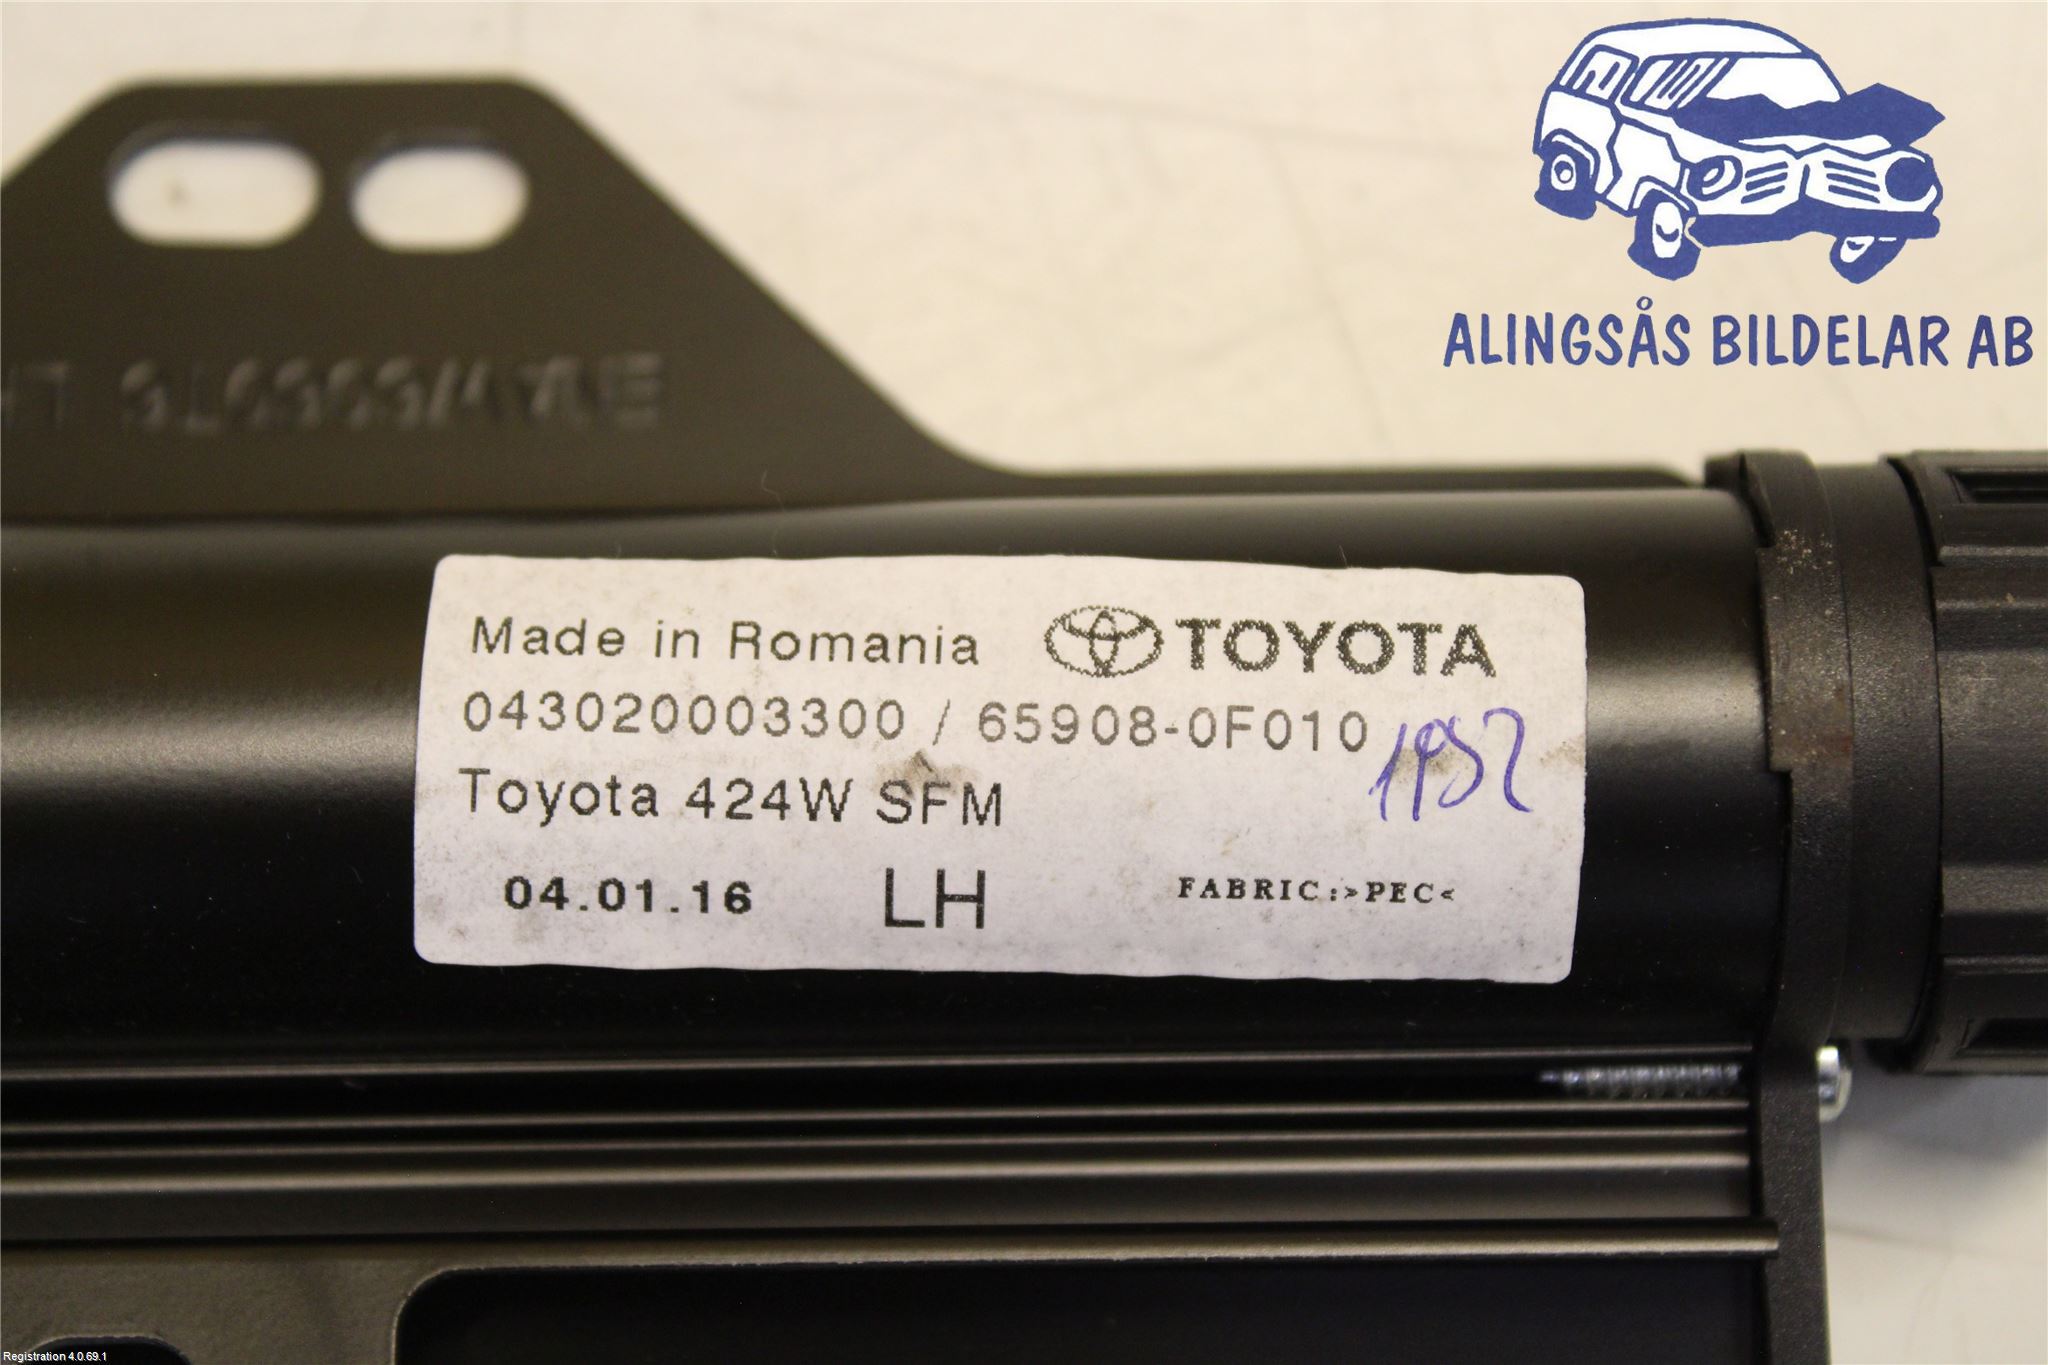 ALINGSÅS BILDELAR AB
Made in Romania TOYOTA
043020003300 / 65908-0F010
Toyota 424W SFM
04.01.16 LH FABRIC:>PEC<
Registration 4.0.69.1